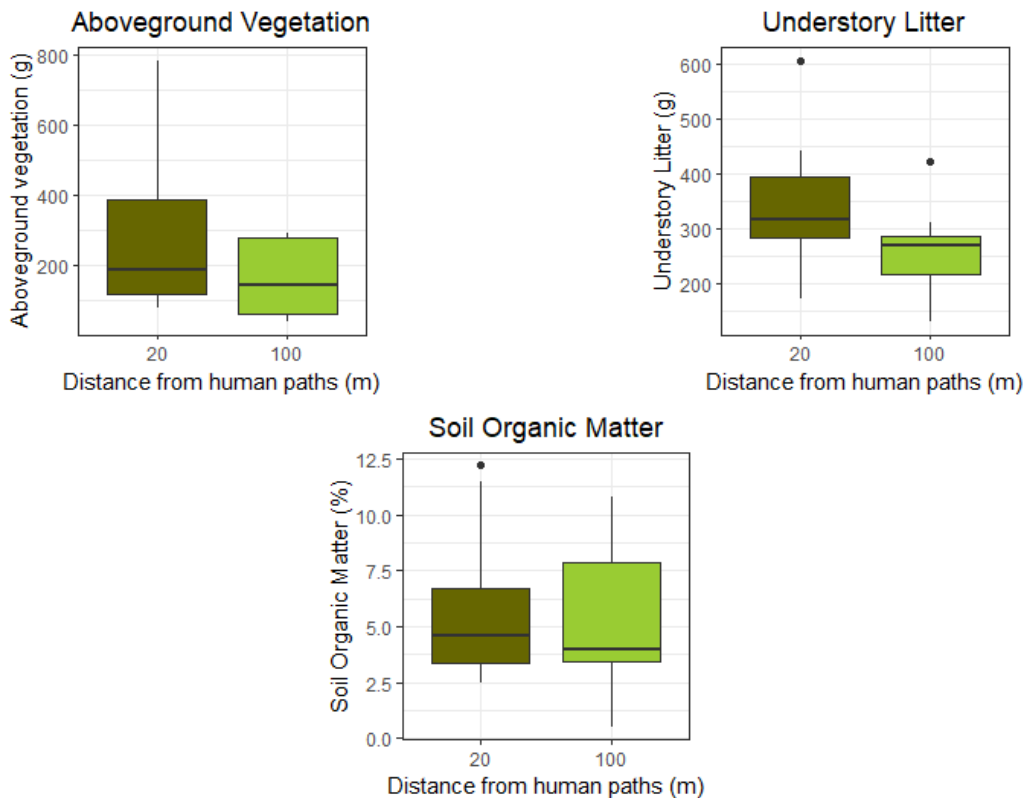 Aboveground Vegetation
Aboveground vegetation (g)
800
600
400
200
20 100
Distance from human paths (m)
Understory Litter
Understory Litter (g)
600
500
400
300
200
20 100
Distance from human paths (m)
Soil Organic Matter
Soil Organic Matter (%)
12.5
10.0
7.5
5.0
2.5
0.0
20 100
Distance from human paths (m)